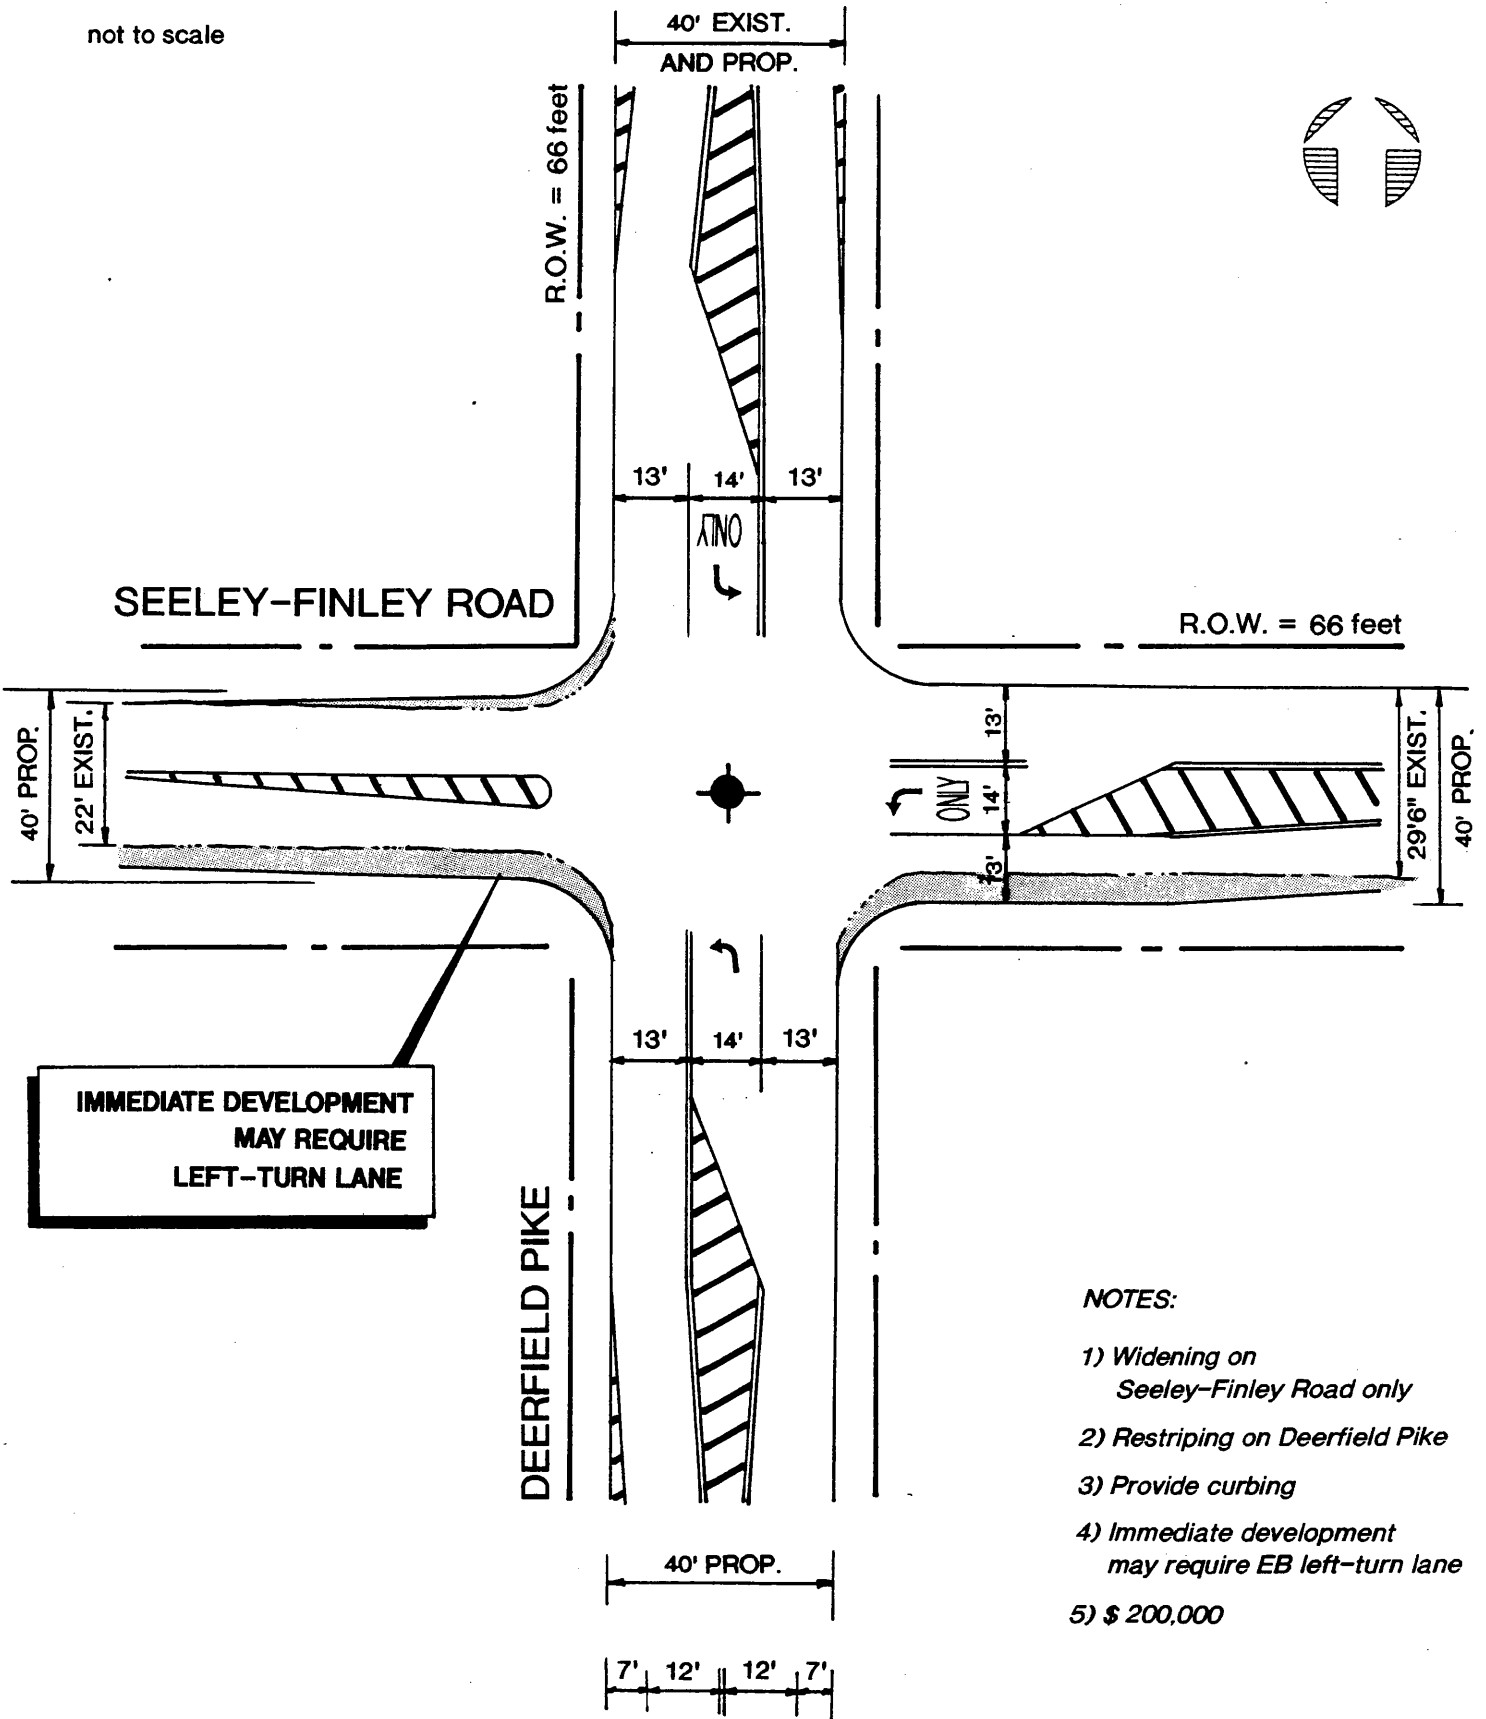 not to scale
40' EXIST.
AND PROP.
R.O.W. = 66 feet
13' 14' 13'
ONLY
SEELEY-FINLEY ROAD
R.O.W. = 66 feet
40' PROP.
22' EXIST.
13'
14'
13'
ONLY
29'6" EXIST.
40' PROP.
13' 14' 13'
IMMEDIATE DEVELOPMENT
MAY REQUIRE
LEFT-TURN LANE
DEERFIELD PIKE
NOTES:
1) Widening on
Seeley-Finley Road only
2) Restriping on Deerfield Pike
3) Provide curbing
4) Immediate development
may require EB left-turn lane
5) $ 200,000
40' PROP.
7' 12' 12' 7'